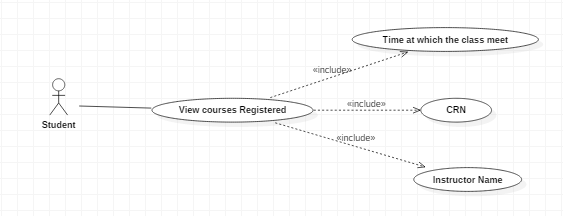 Time at which the class meet
«include»
«include»
View courses Registered
CRN
Student
«include»
Instructor Name